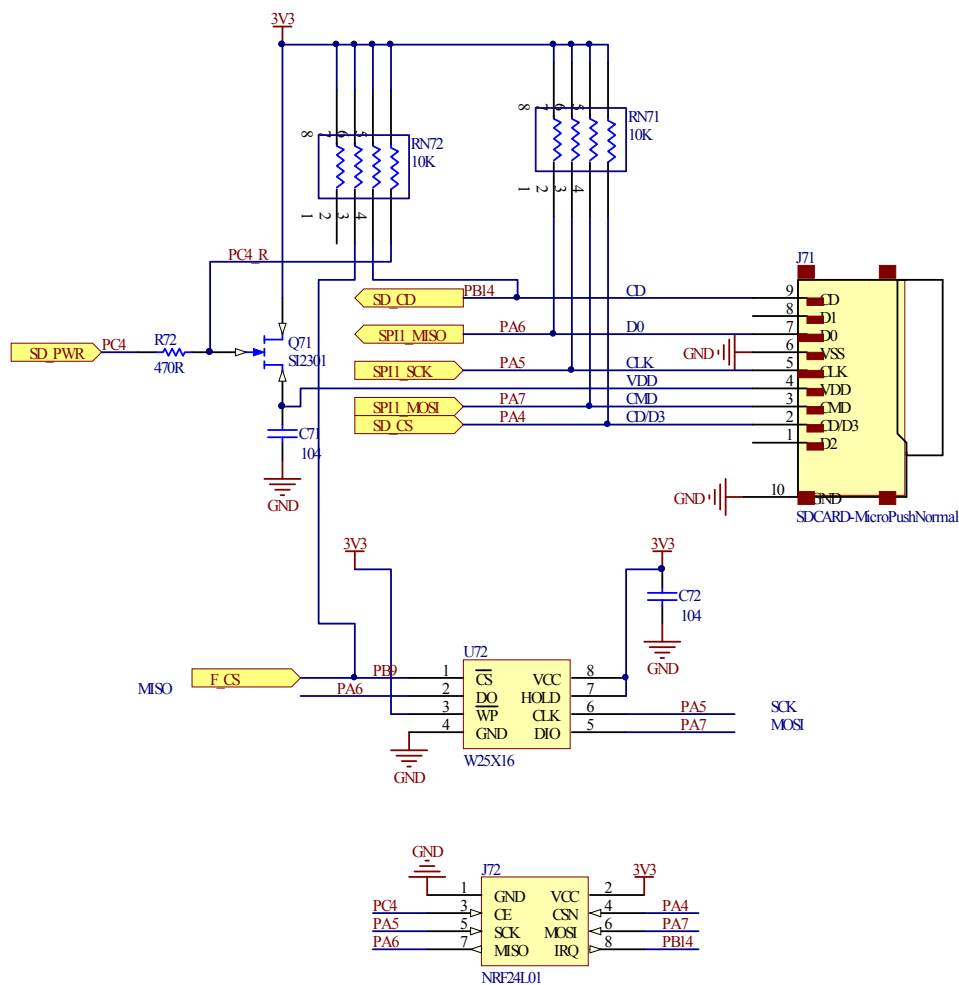 3V3
8 7 6 5
RN72
10K
1 2 3 4
8 7 6 5
RN71
10K
1 2 3 4
PC4_R
J71
SD_CD PB14 CD 9 CD
8 D1
SPI1_MISO PA6 D0 7 D0
SD_PWR PC4 R72 470R
Q71
SI2301
GND 6 VSS
SPI1_SCK PA5 CLK 5 CLK
VDD 4 VDD
SPI1_MOSI PA7 CMD 3 CMD
SD_CS PA4 CD/D3 2 CD/D3
1 D2
C71
104
GND
GND 10 GND
SDCARD-MicroPushNormal
3V3
3V3
C72
104
GND
U72
F_CS PB9 1 CS VCC 8
MISO PA6 2 DO HOLD 7
3 WP CLK 6 PA5 SCK
4 GND DIO 5 PA7 MOSI
GND
W25X16
GND
J72
3V3
1 GND VCC 2
PC4 3 CE CSN 4 PA4
PA5 5 SCK MOSI 6 PA7
PA6 7 MISO IRQ 8 PB14
NRF24L01